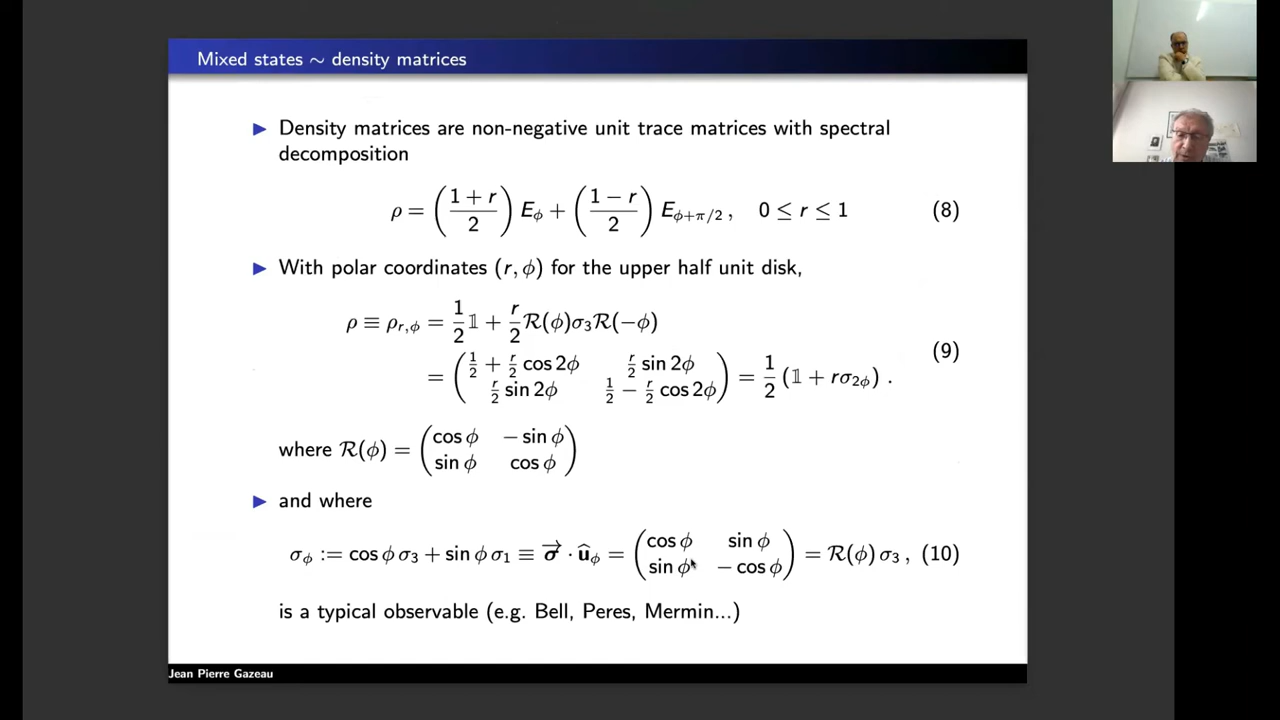 Mixed states ∼ density matrices
▶ Density matrices are non-negative unit trace matrices with spectral
decomposition
ρ = ( (1 + r)/2 ) E_ϕ + ( (1 − r)/2 ) E_{ϕ+π/2} , 0 ≤ r ≤ 1 (8)
▶ With polar coordinates (r, ϕ) for the upper half unit disk,
ρ ≡ ρ_{r,ϕ} = 1/2 𝟙 + r/2 ℛ(ϕ)σ₃ℛ(−ϕ)
= ( 1/2 + r/2 cos 2ϕ   r/2 sin 2ϕ
r/2 sin 2ϕ   1/2 − r/2 cos 2ϕ ) = 1/2 (𝟙 + rσ_{2ϕ}) . (9)
where ℛ(ϕ) = ( cos ϕ   − sin ϕ
sin ϕ   cos ϕ )
▶ and where
σ_ϕ := cos ϕ σ₃ + sin ϕ σ₁ ≡ σ⃗ · û_ϕ = ( cos ϕ   sin ϕ
sin ϕ   − cos ϕ ) = ℛ(ϕ) σ₃ , (10)
is a typical observable (e.g. Bell, Peres, Mermin...)
Jean Pierre Gazeau